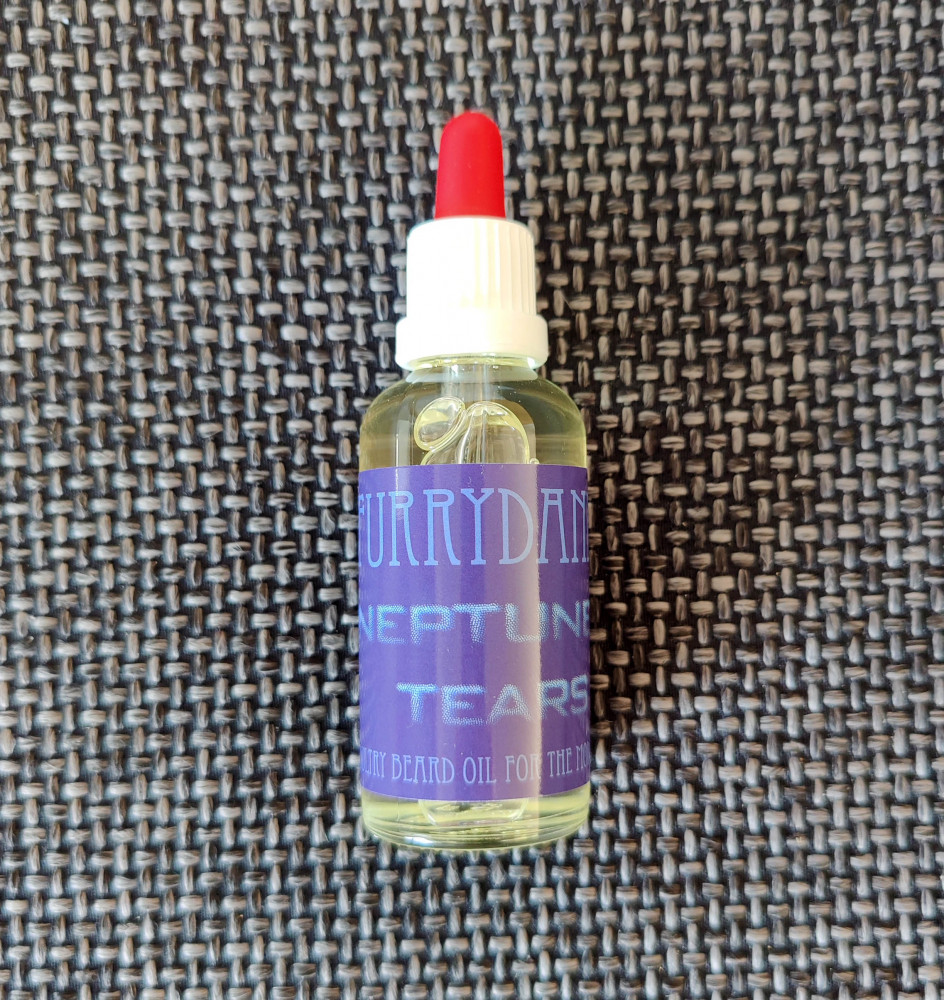 FURRYDAN
NEPTUNE
TEARS
BEARD OIL FOR THE